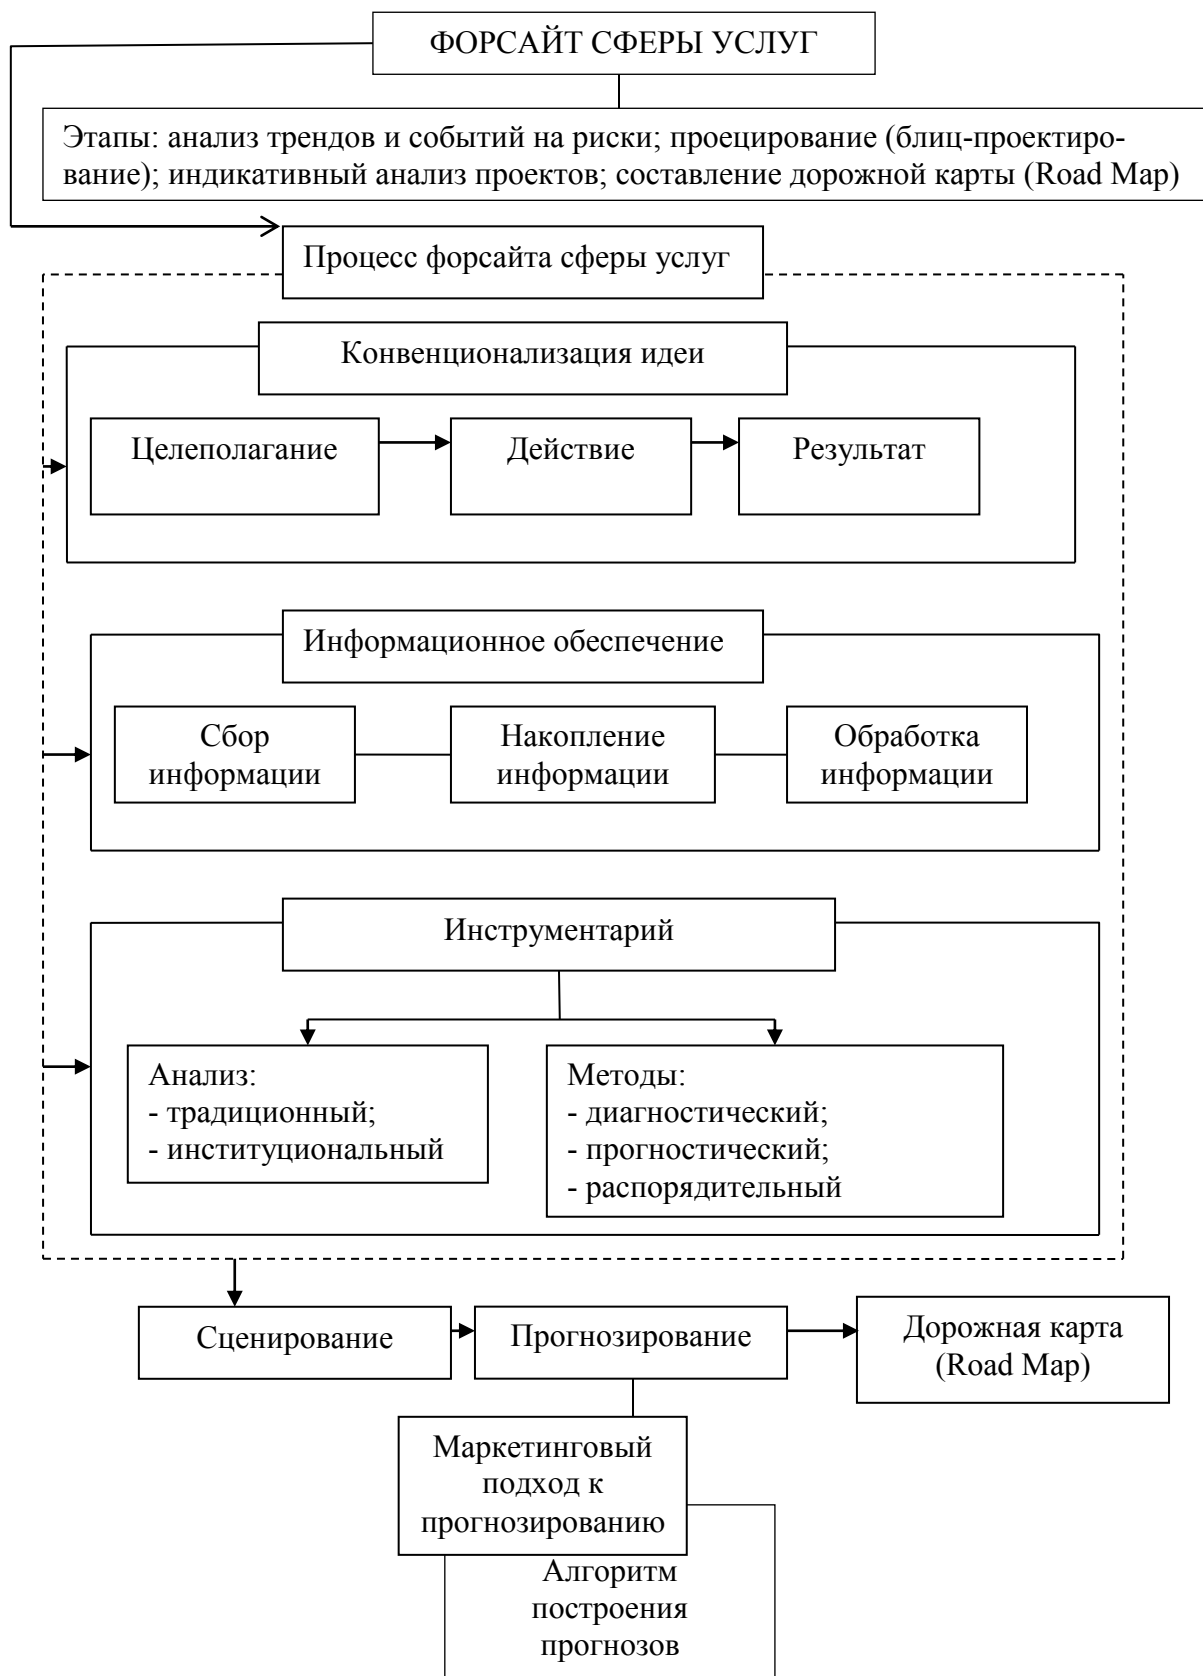 ФОРСАЙТ СФЕРЫ УСЛУГ
Этапы: анализ трендов и событий на риски; проецирование (блиц-проектиро-
вание); индикативный анализ проектов; составление дорожной карты (Road Map)
Процесс форсайта сферы услуг
Конвенционализация идеи
Целеполагание
Действие
Результат
Информационное обеспечение
Сбор
информации
Накопление
информации
Обработка
информации
Инструментарий
Анализ:
- традиционный;
- институциональный
Методы:
- диагностический;
- прогностический;
- распорядительный
Сценирование
Прогнозирование
Дорожная карта
(Road Map)
Маркетинговый
подход к
прогнозированию
Алгоритм
построения
прогнозов